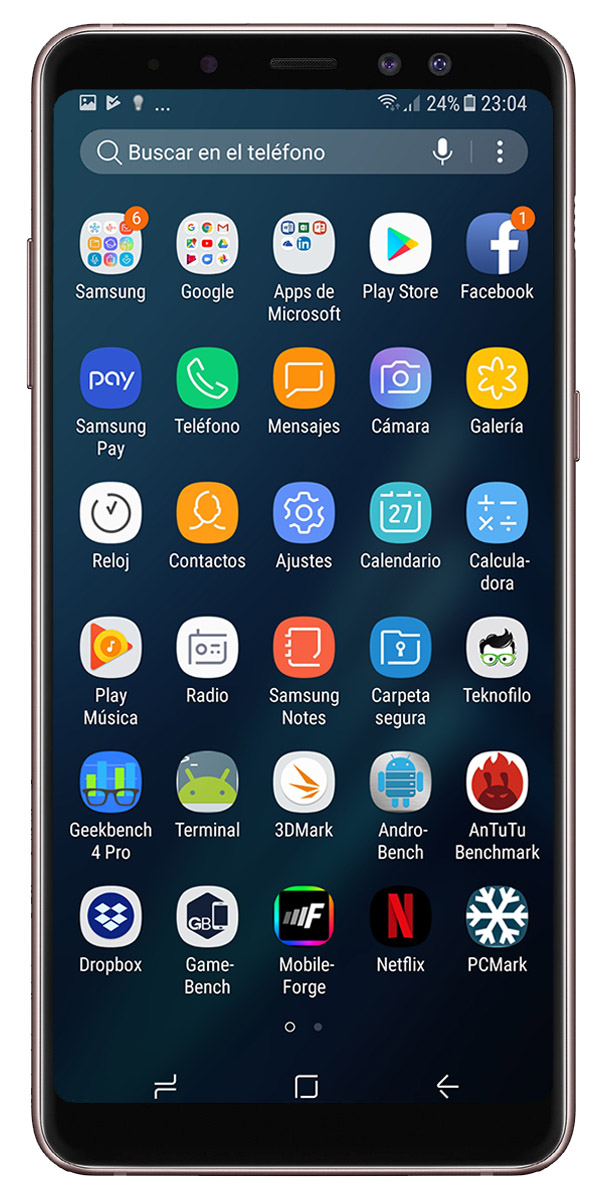 ... 24% 23:04
Buscar en el teléfono
6 1
Samsung Google Apps de Play Store Facebook
Microsoft
pay
Samsung Teléfono Mensajes Cámara Galería
Pay
27
Reloj Contactos Ajustes Calendario Calcula-
dora
Play Radio Samsung Carpeta Teknofilo
Música Notes segura
Geekbench Terminal 3DMark Andro- AnTuTu
4 Pro Bench Benchmark
GB F N
Dropbox Game- Mobile- Netflix PCMark
Bench Forge